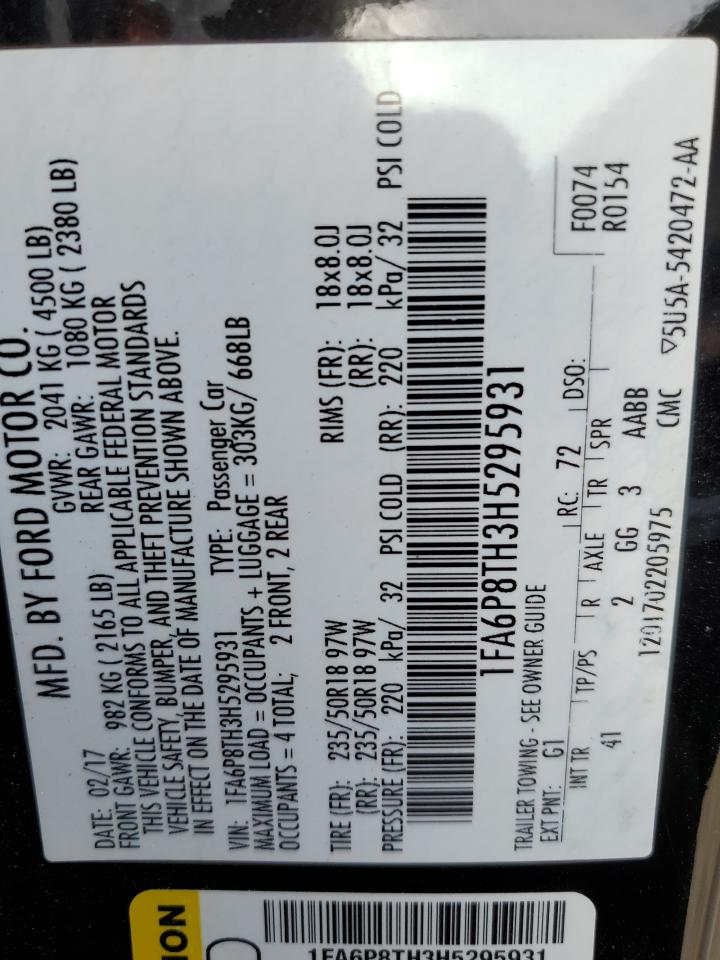 MFD. BY FORD MOTOR CO.
DATE: 02/17 GVWR: 2041 KG ( 4500 LB)
FRONT GAWR: 982 KG ( 2165 LB) REAR GAWR: 1080 KG ( 2380 LB)
THIS VEHICLE CONFORMS TO ALL APPLICABLE FEDERAL MOTOR
VEHICLE SAFETY, BUMPER, AND THEFT PREVENTION STANDARDS
IN EFFECT ON THE DATE OF MANUFACTURE SHOWN ABOVE.
VIN: 1FA6P8TH3H5295931 TYPE: Passenger Car
MAXIMUM LOAD = OCCUPANTS + LUGGAGE = 303KG/ 668LB
OCCUPANTS = 4 TOTAL; 2 FRONT, 2 REAR
TIRE (FR): 235/50R18 97W RIMS (FR): 18x8.0J
(RR): 235/50R18 97W (RR): 18x8.0J
PRESSURE (FR): 220 kPa/ 32 PSI COLD (RR): 220 kPa/ 32 PSI COLD
1FA6P8TH3H5295931
TRAILER TOWING - SEE OWNER GUIDE
EXT PNT: G1 RC: 72 DSO: F0074
R0154
INT TR TP/PS R AXLE TR SPR
41 2 GG 3 AABB
1201702205975 CMC ▽5U5A-5420472-AA
ION
1FA6P8TH3H5295931